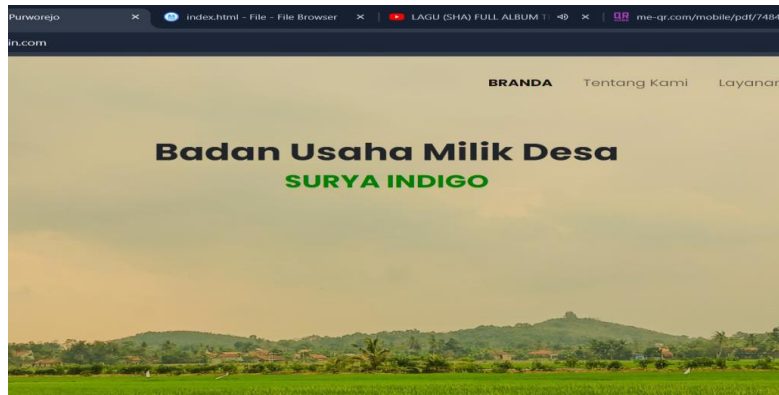 Purworejo
index.html - File - File Browser
LAGU (SHA) FULL ALBUM
me-qr.com/mobile/pdf/7484
in.com
BRANDA Tentang Kami Layanan
Badan Usaha Milik Desa
SURYA INDIGO